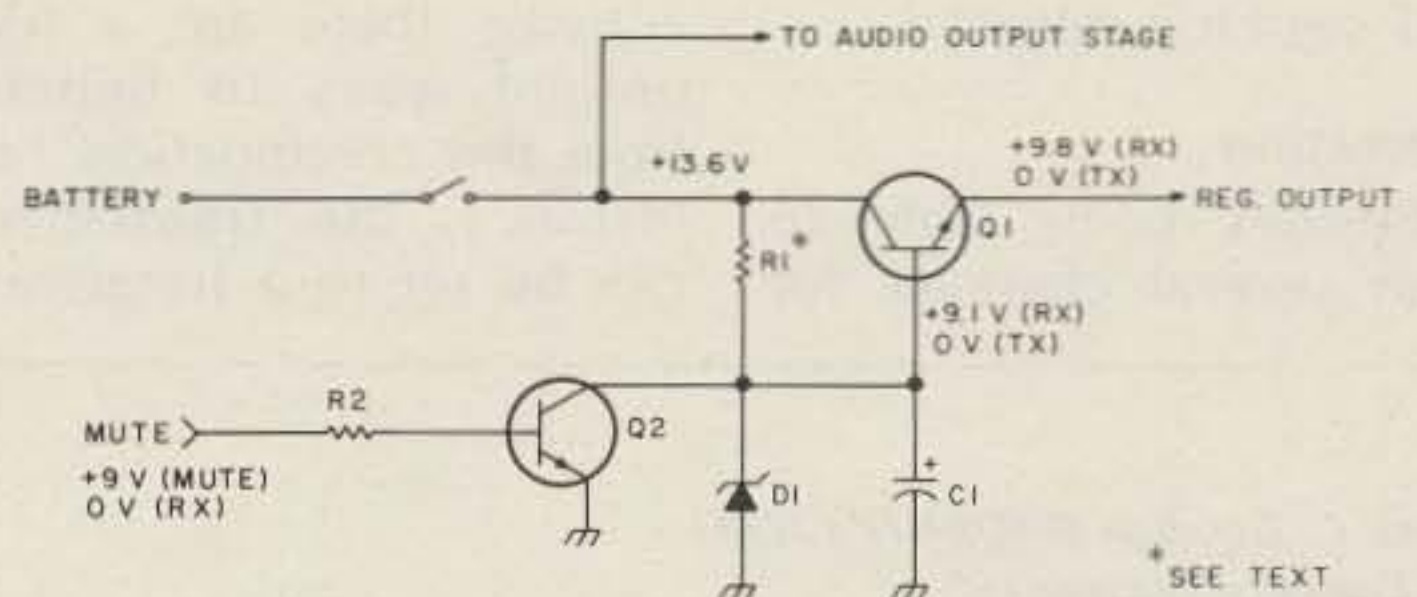 TO AUDIO OUTPUT STAGE
+13.6 V
+9.8 V (RX)
0 V (TX)
BATTERY
REG. OUTPUT
Q1
R1*
+9.1 V (RX)
0 V (TX)
R2
MUTE
Q2
+9 V (MUTE)
0 V (RX)
D1
+
C1
*SEE TEXT